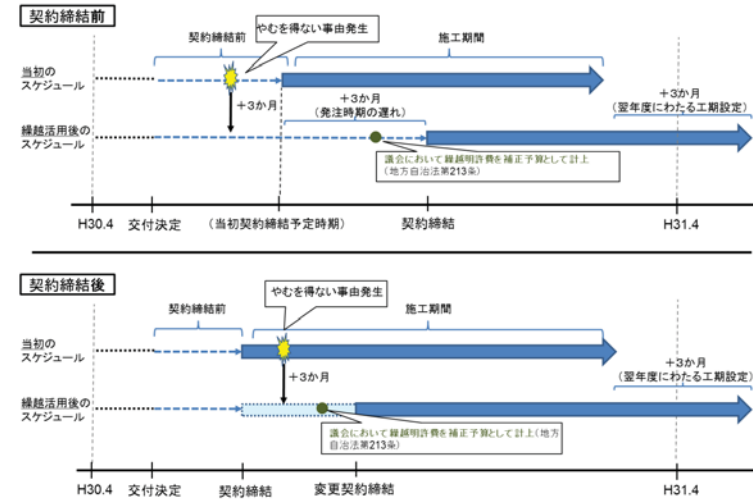 契約締結前
やむを得ない事由発生
契約締結前
施工期間
当初の
スケジュール
+3か月
+3か月
(発注時期の遅れ)
+3か月
(翌年度にわたる工期設定)
繰越活用後の
スケジュール
議会において繰越明許費を補正予算として計上
(地方自治法第213条)
H30.4
交付決定
(当初契約締結予定時期)
契約締結
H31.4
契約締結後
やむを得ない事由発生
契約締結前
施工期間
当初の
スケジュール
+3か月
+3か月
(翌年度にわたる工期設定)
繰越活用後の
スケジュール
議会において繰越明許費を補正予算として計上(地方
自治法第213条)
H30.4
交付決定
契約締結
変更契約締結
H31.4